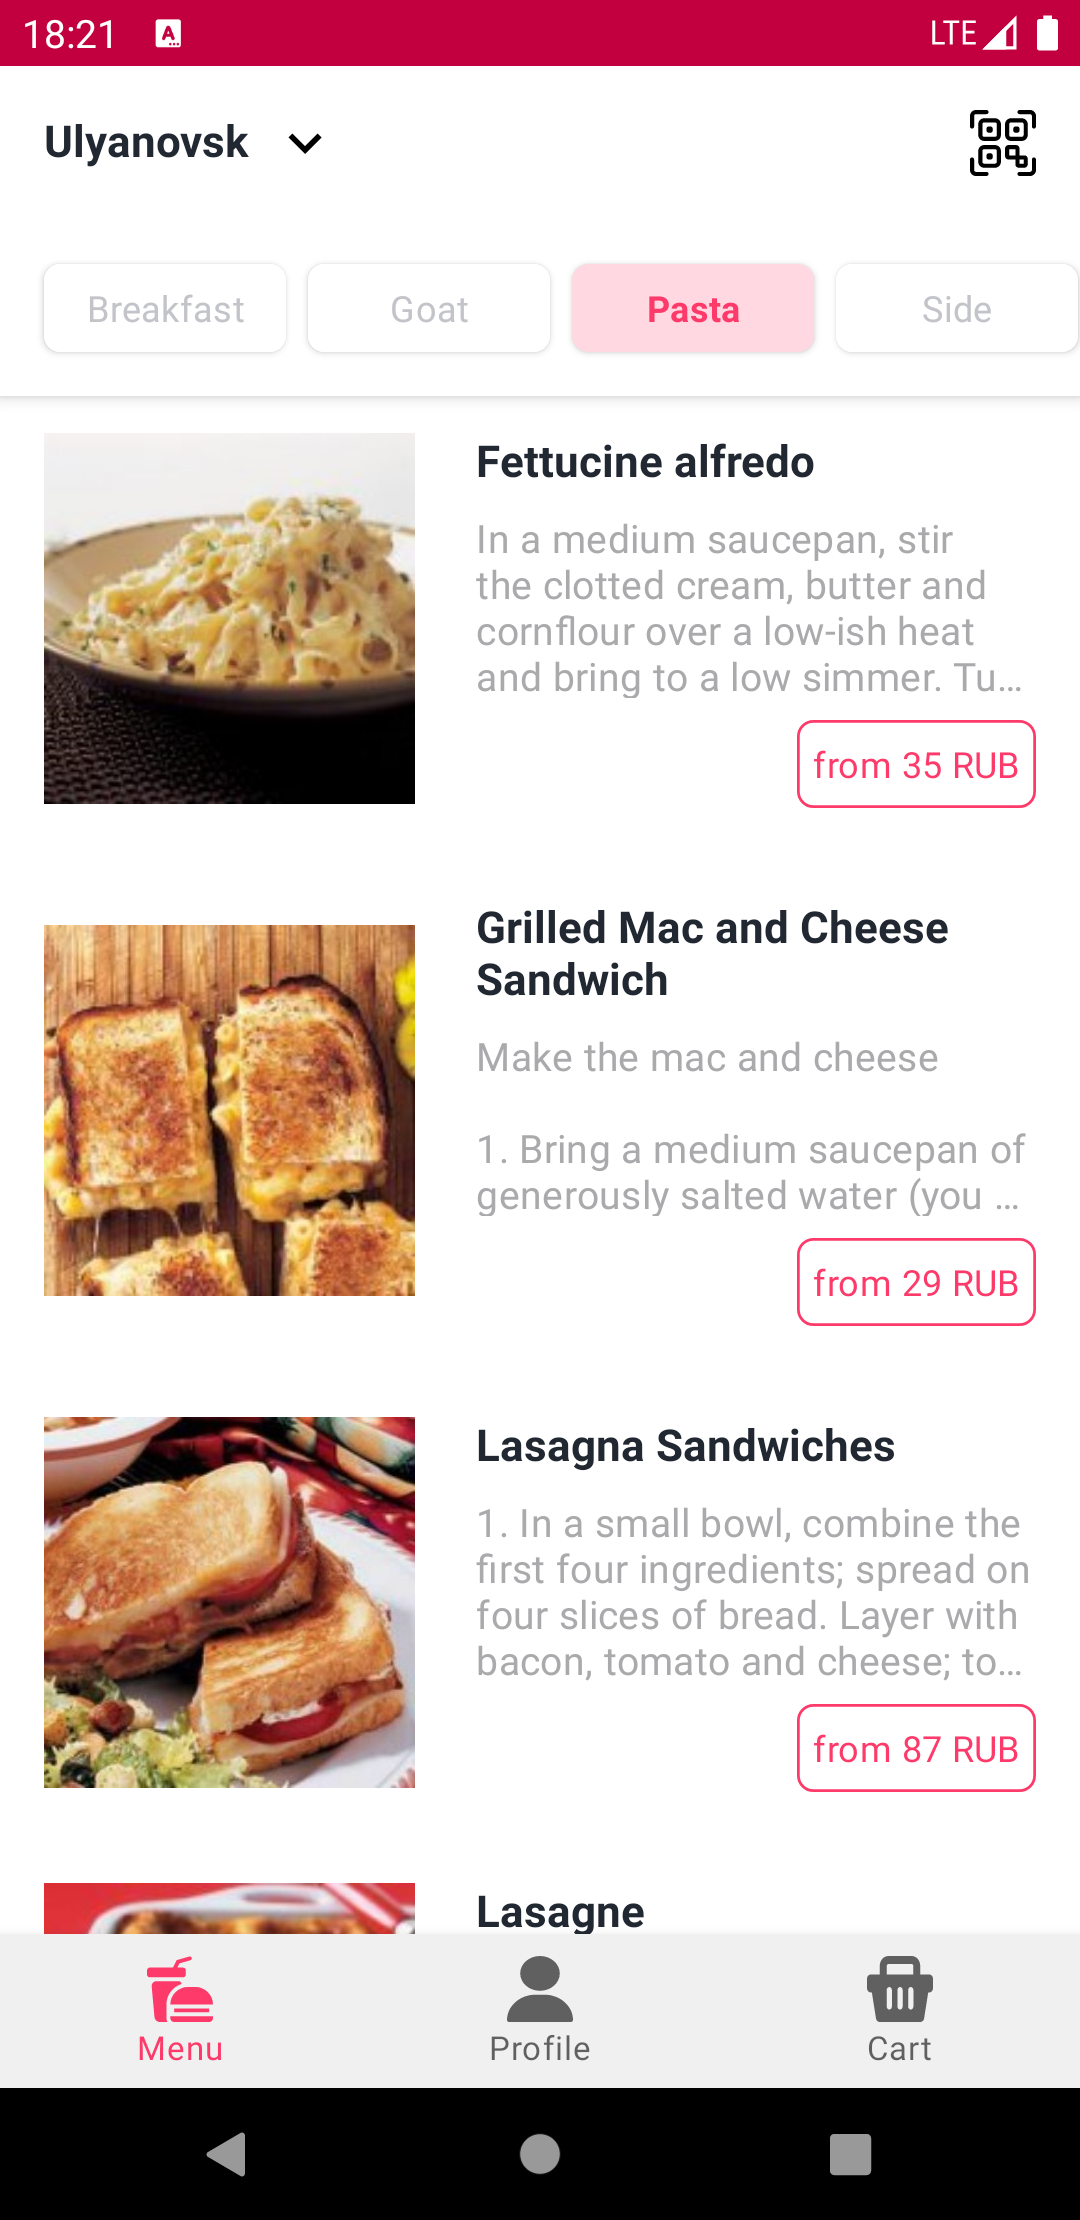 18:21
LTE
Ulyanovsk
Breakfast
Goat
Pasta
Side
Fettucine alfredo
In a medium saucepan, stir
the clotted cream, butter and
cornflour over a low-ish heat
and bring to a low simmer. Tu…
from 35 RUB
Grilled Mac and Cheese
Sandwich
Make the mac and cheese
1. Bring a medium saucepan of
generously salted water (you …
from 29 RUB
Lasagna Sandwiches
1. In a small bowl, combine the
first four ingredients; spread on
four slices of bread. Layer with
bacon, tomato and cheese; to…
from 87 RUB
Lasagne
Menu
Profile
Cart